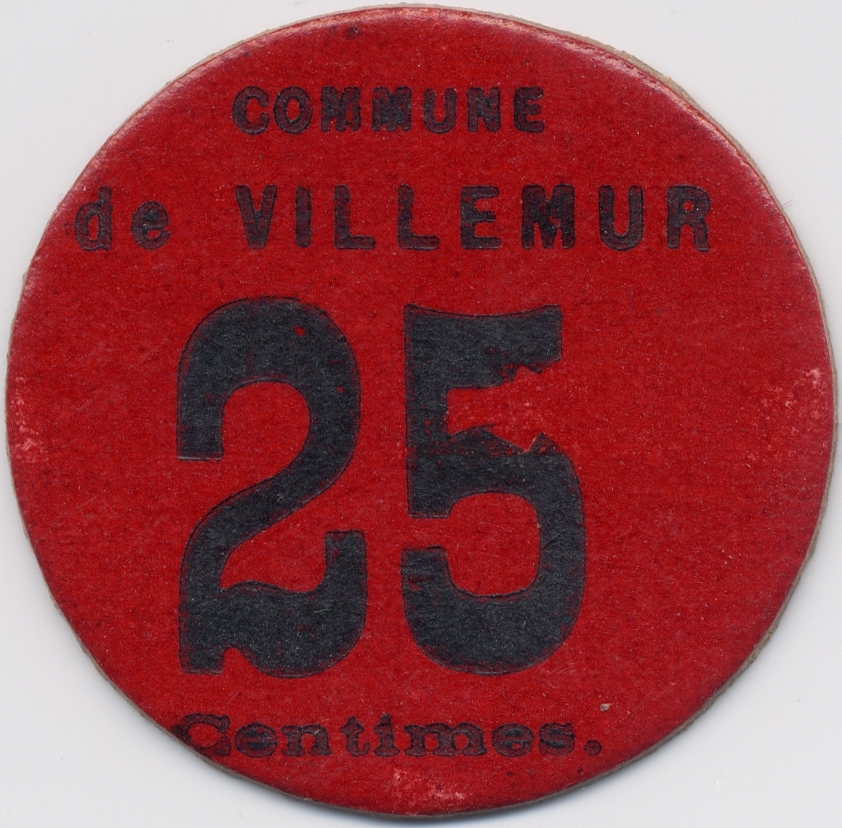 COMMUNE
de VILLEMUR
25
Centimes.